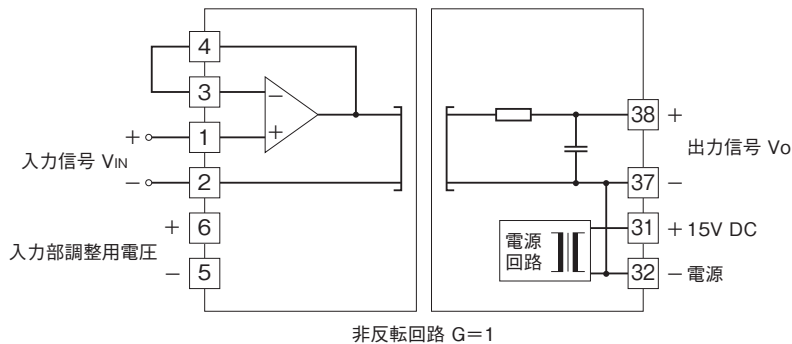 4
3
1
2
6
5
+
入力信号 VIN
−
+
入力部調整用電圧
−
−
+
38 +
出力信号 Vo
37 −
31 +15V DC
32 −電源
電源
回路
非反転回路 G=1